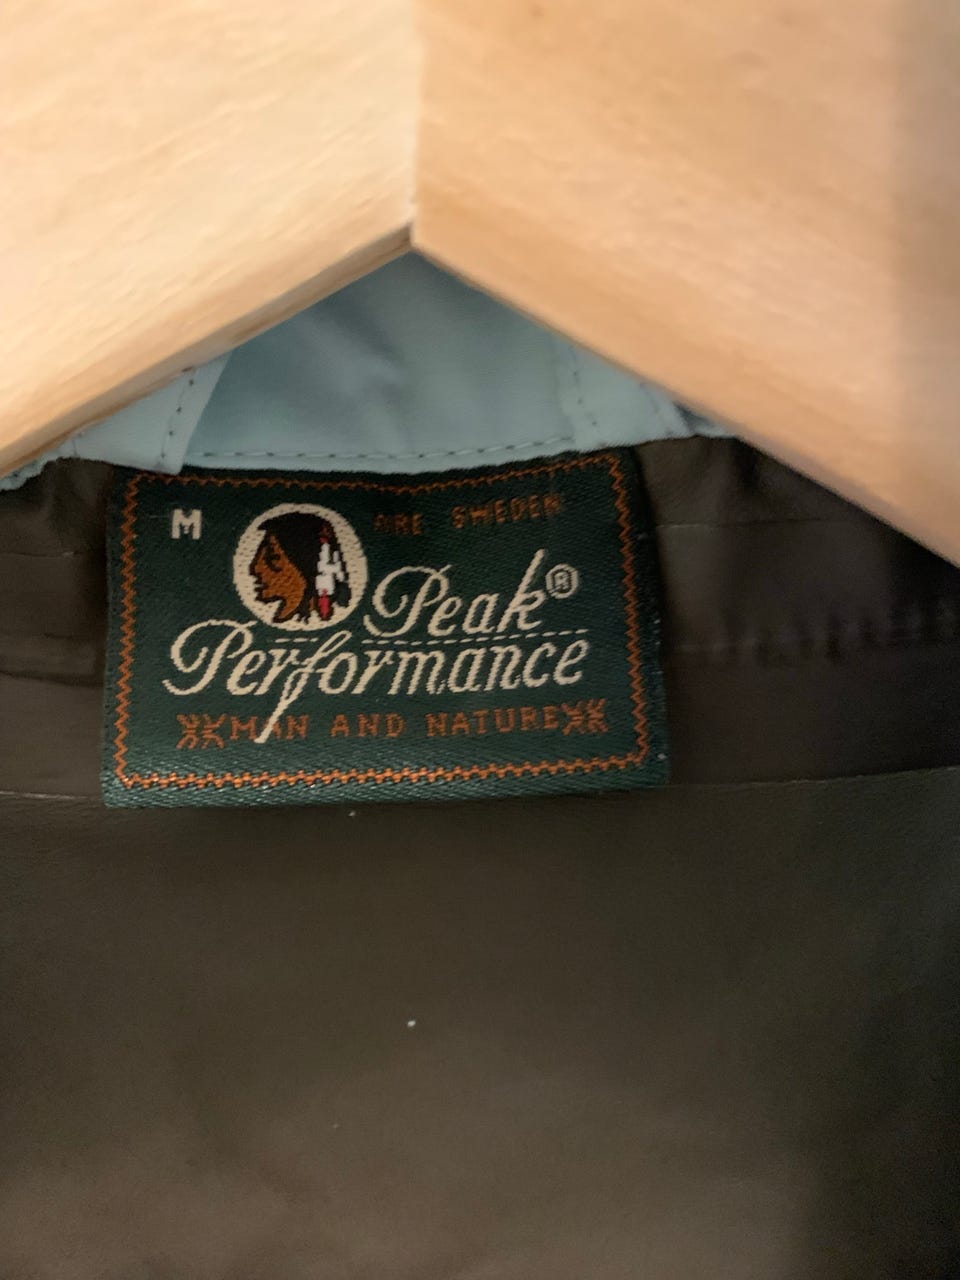 M
ÅRE SWEDEN
Peak®
Performance
MAN AND NATURE